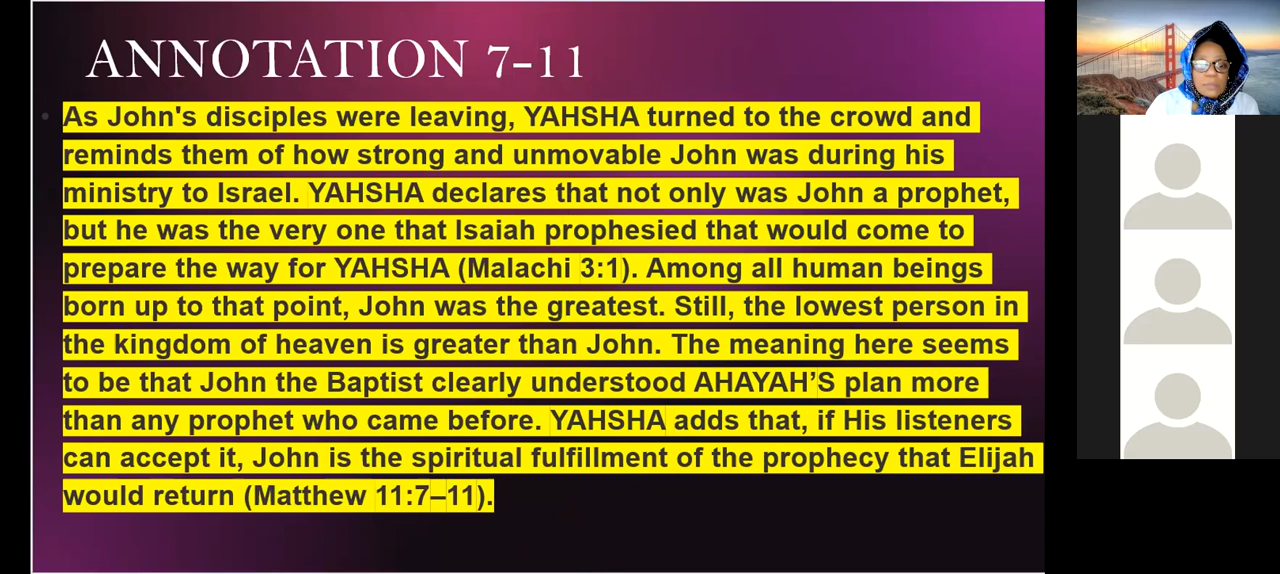 ANNOTATION 7-11
As John's disciples were leaving, YAHSHA turned to the crowd and
reminds them of how strong and unmovable John was during his
ministry to Israel. YAHSHA declares that not only was John a prophet,
but he was the very one that Isaiah prophesied that would come to
prepare the way for YAHSHA (Malachi 3:1). Among all human beings
born up to that point, John was the greatest. Still, the lowest person in
the kingdom of heaven is greater than John. The meaning here seems
to be that John the Baptist clearly understood AHAYAH’S plan more
than any prophet who came before. YAHSHA adds that, if His listeners
can accept it, John is the spiritual fulfillment of the prophecy that Elijah
would return (Matthew 11:7–11).